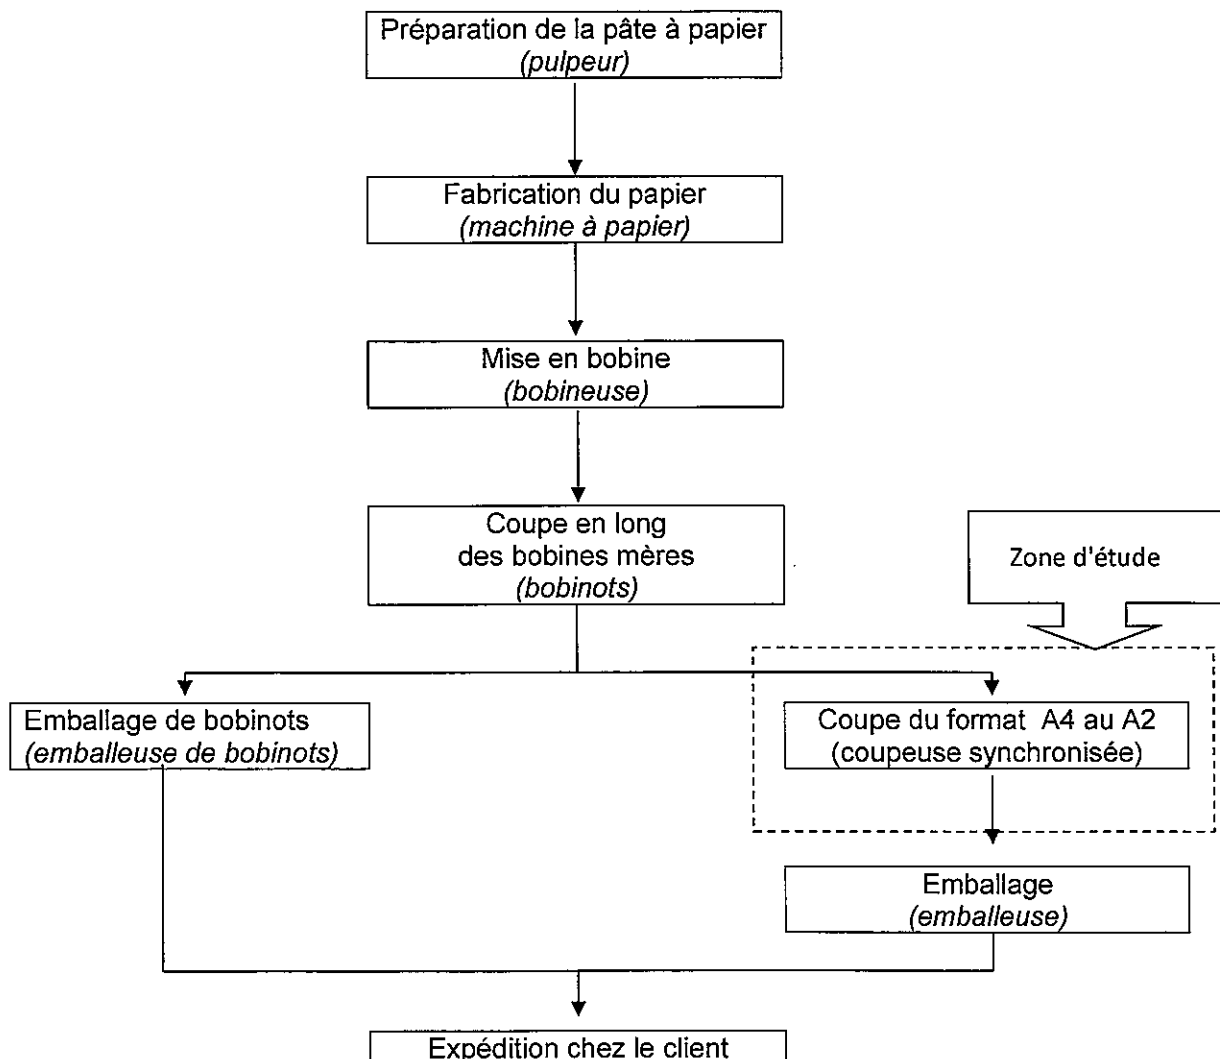 Préparation de la pâte à papier
(pulpeur)
Fabrication du papier
(machine à papier)
Mise en bobine
(bobineuse)
Coupe en long
des bobines mères
(bobinots)
Zone d'étude
Emballage de bobinots
(emballeuse de bobinots)
Coupe du format A4 au A2
(coupeuse synchronisée)
Emballage
(emballeuse)
Expédition chez le client